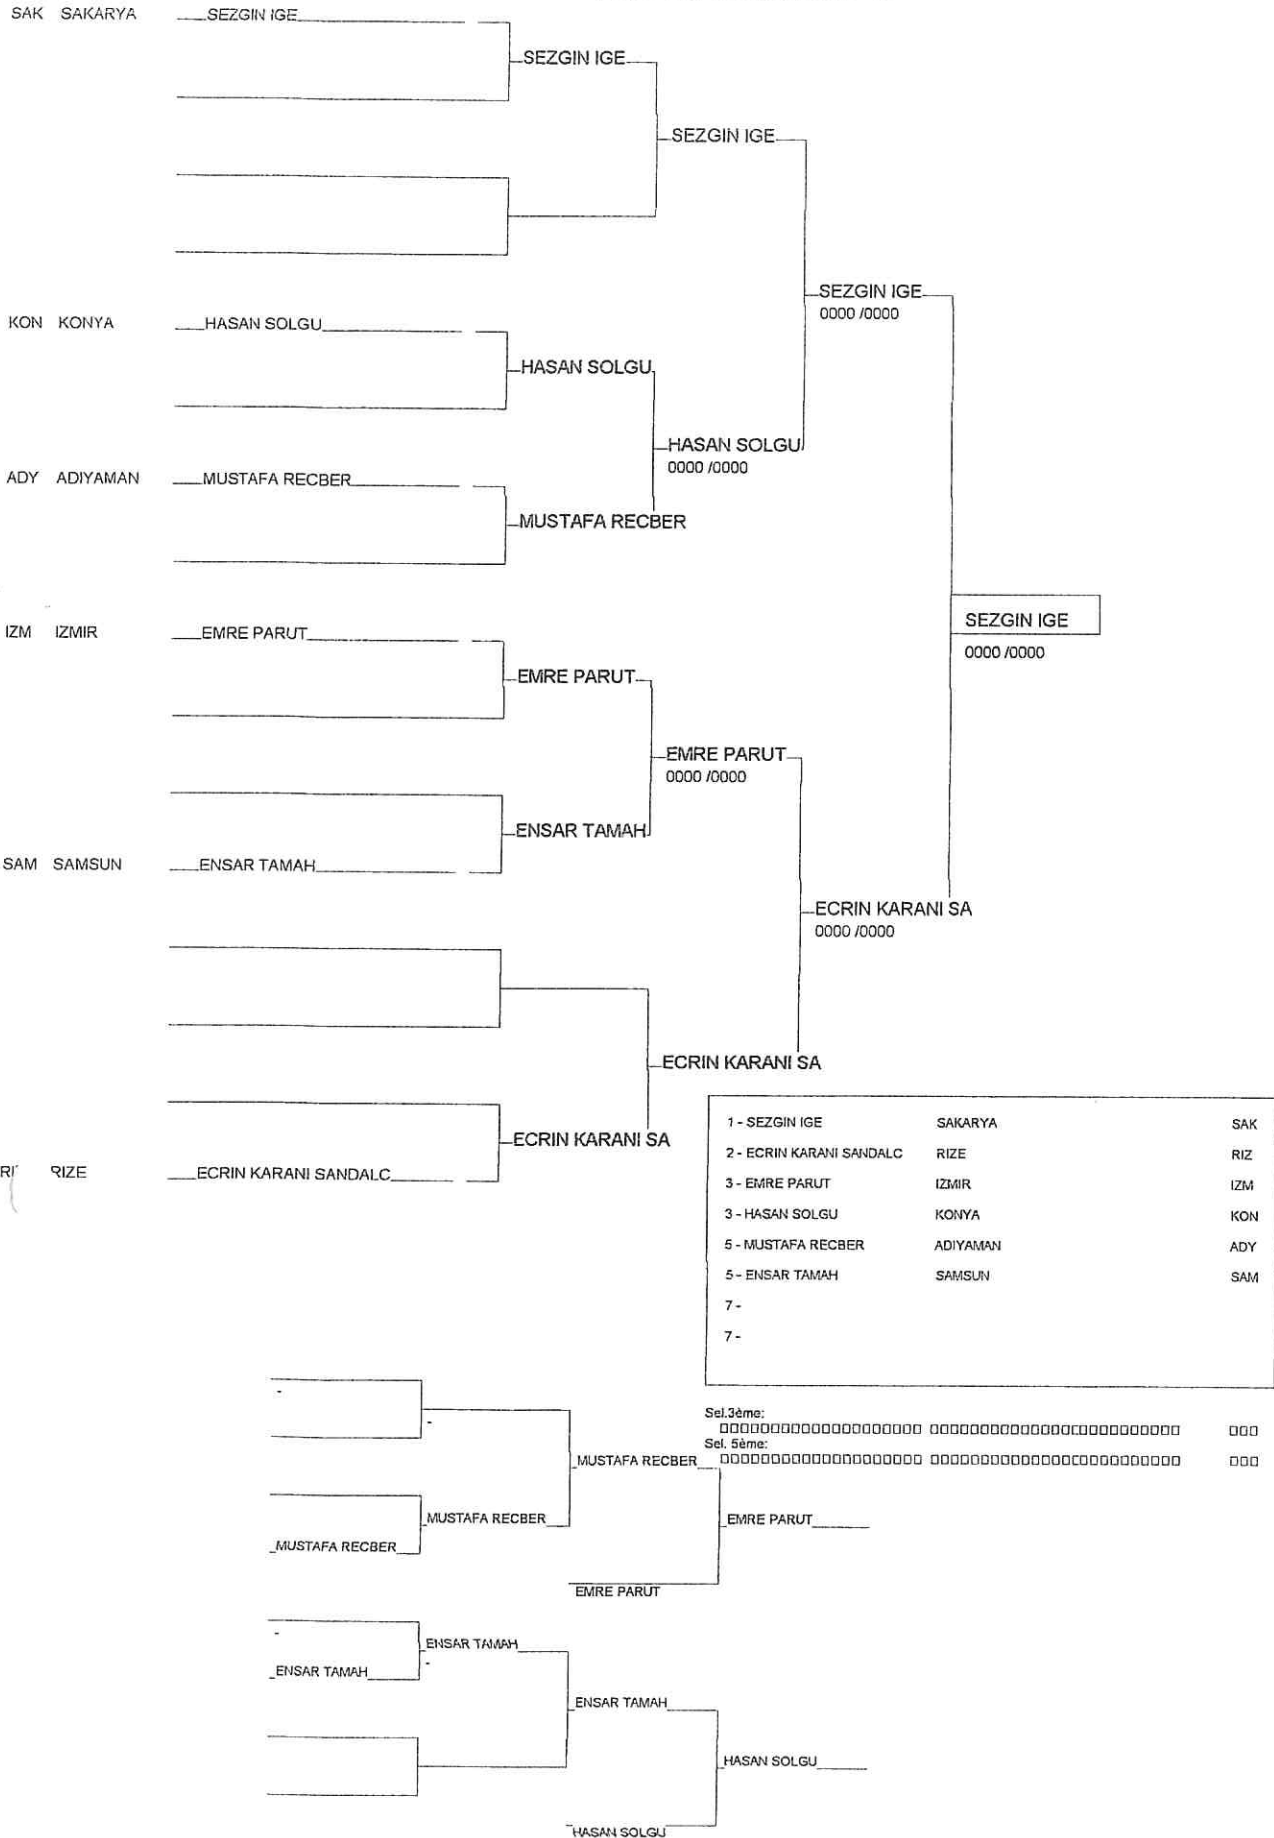 SAK SAKARYA SEZGIN IGE
SEZGIN IGE
SEZGIN IGE
SEZGIN IGE
0000 /0000
KON KONYA HASAN SOLGU
HASAN SOLGU
HASAN SOLGU
0000 /0000
ADY ADIYAMAN MUSTAFA RECBER
MUSTAFA RECBER
SEZGIN IGE
0000 /0000
IZM IZMIR EMRE PARUT
EMRE PARUT
EMRE PARUT
0000 /0000
ENSAR TAMAH
SAM SAMSUN ENSAR TAMAH
ECRIN KARANI SA
0000 /0000
ECRIN KARANI SA
ECRIN KARANI SA
RIZE ECRIN KARANI SANDALC
1 - SEZGIN IGE SAKARYA SAK
2 - ECRIN KARANI SANDALC RIZE RIZ
3 - EMRE PARUT IZMIR IZM
3 - HASAN SOLGU KONYA KON
5 - MUSTAFA RECBER ADIYAMAN ADY
5 - ENSAR TAMAH SAMSUN SAM
7 -
7 -
Sel.3ème:
Sel. 5ème:
-
-
MUSTAFA RECBER
MUSTAFA RECBER
MUSTAFA RECBER
EMRE PARUT
EMRE PARUT
-
ENSAR TAMAH
-
ENSAR TAMAH
ENSAR TAMAH
HASAN SOLGU
HASAN SOLGU